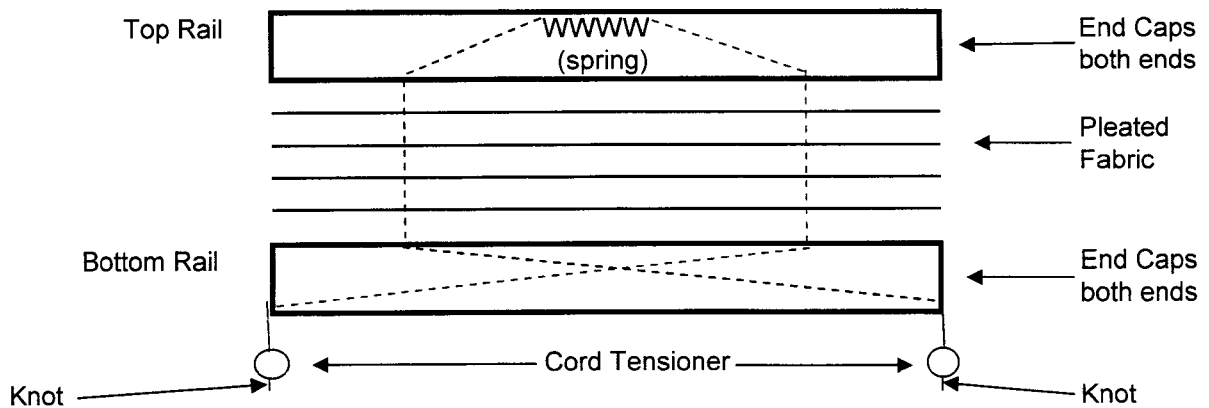 Top Rail
WWWW
(spring)
End Caps
both ends
Pleated
Fabric
Bottom Rail
End Caps
both ends
Cord Tensioner
Knot
Knot